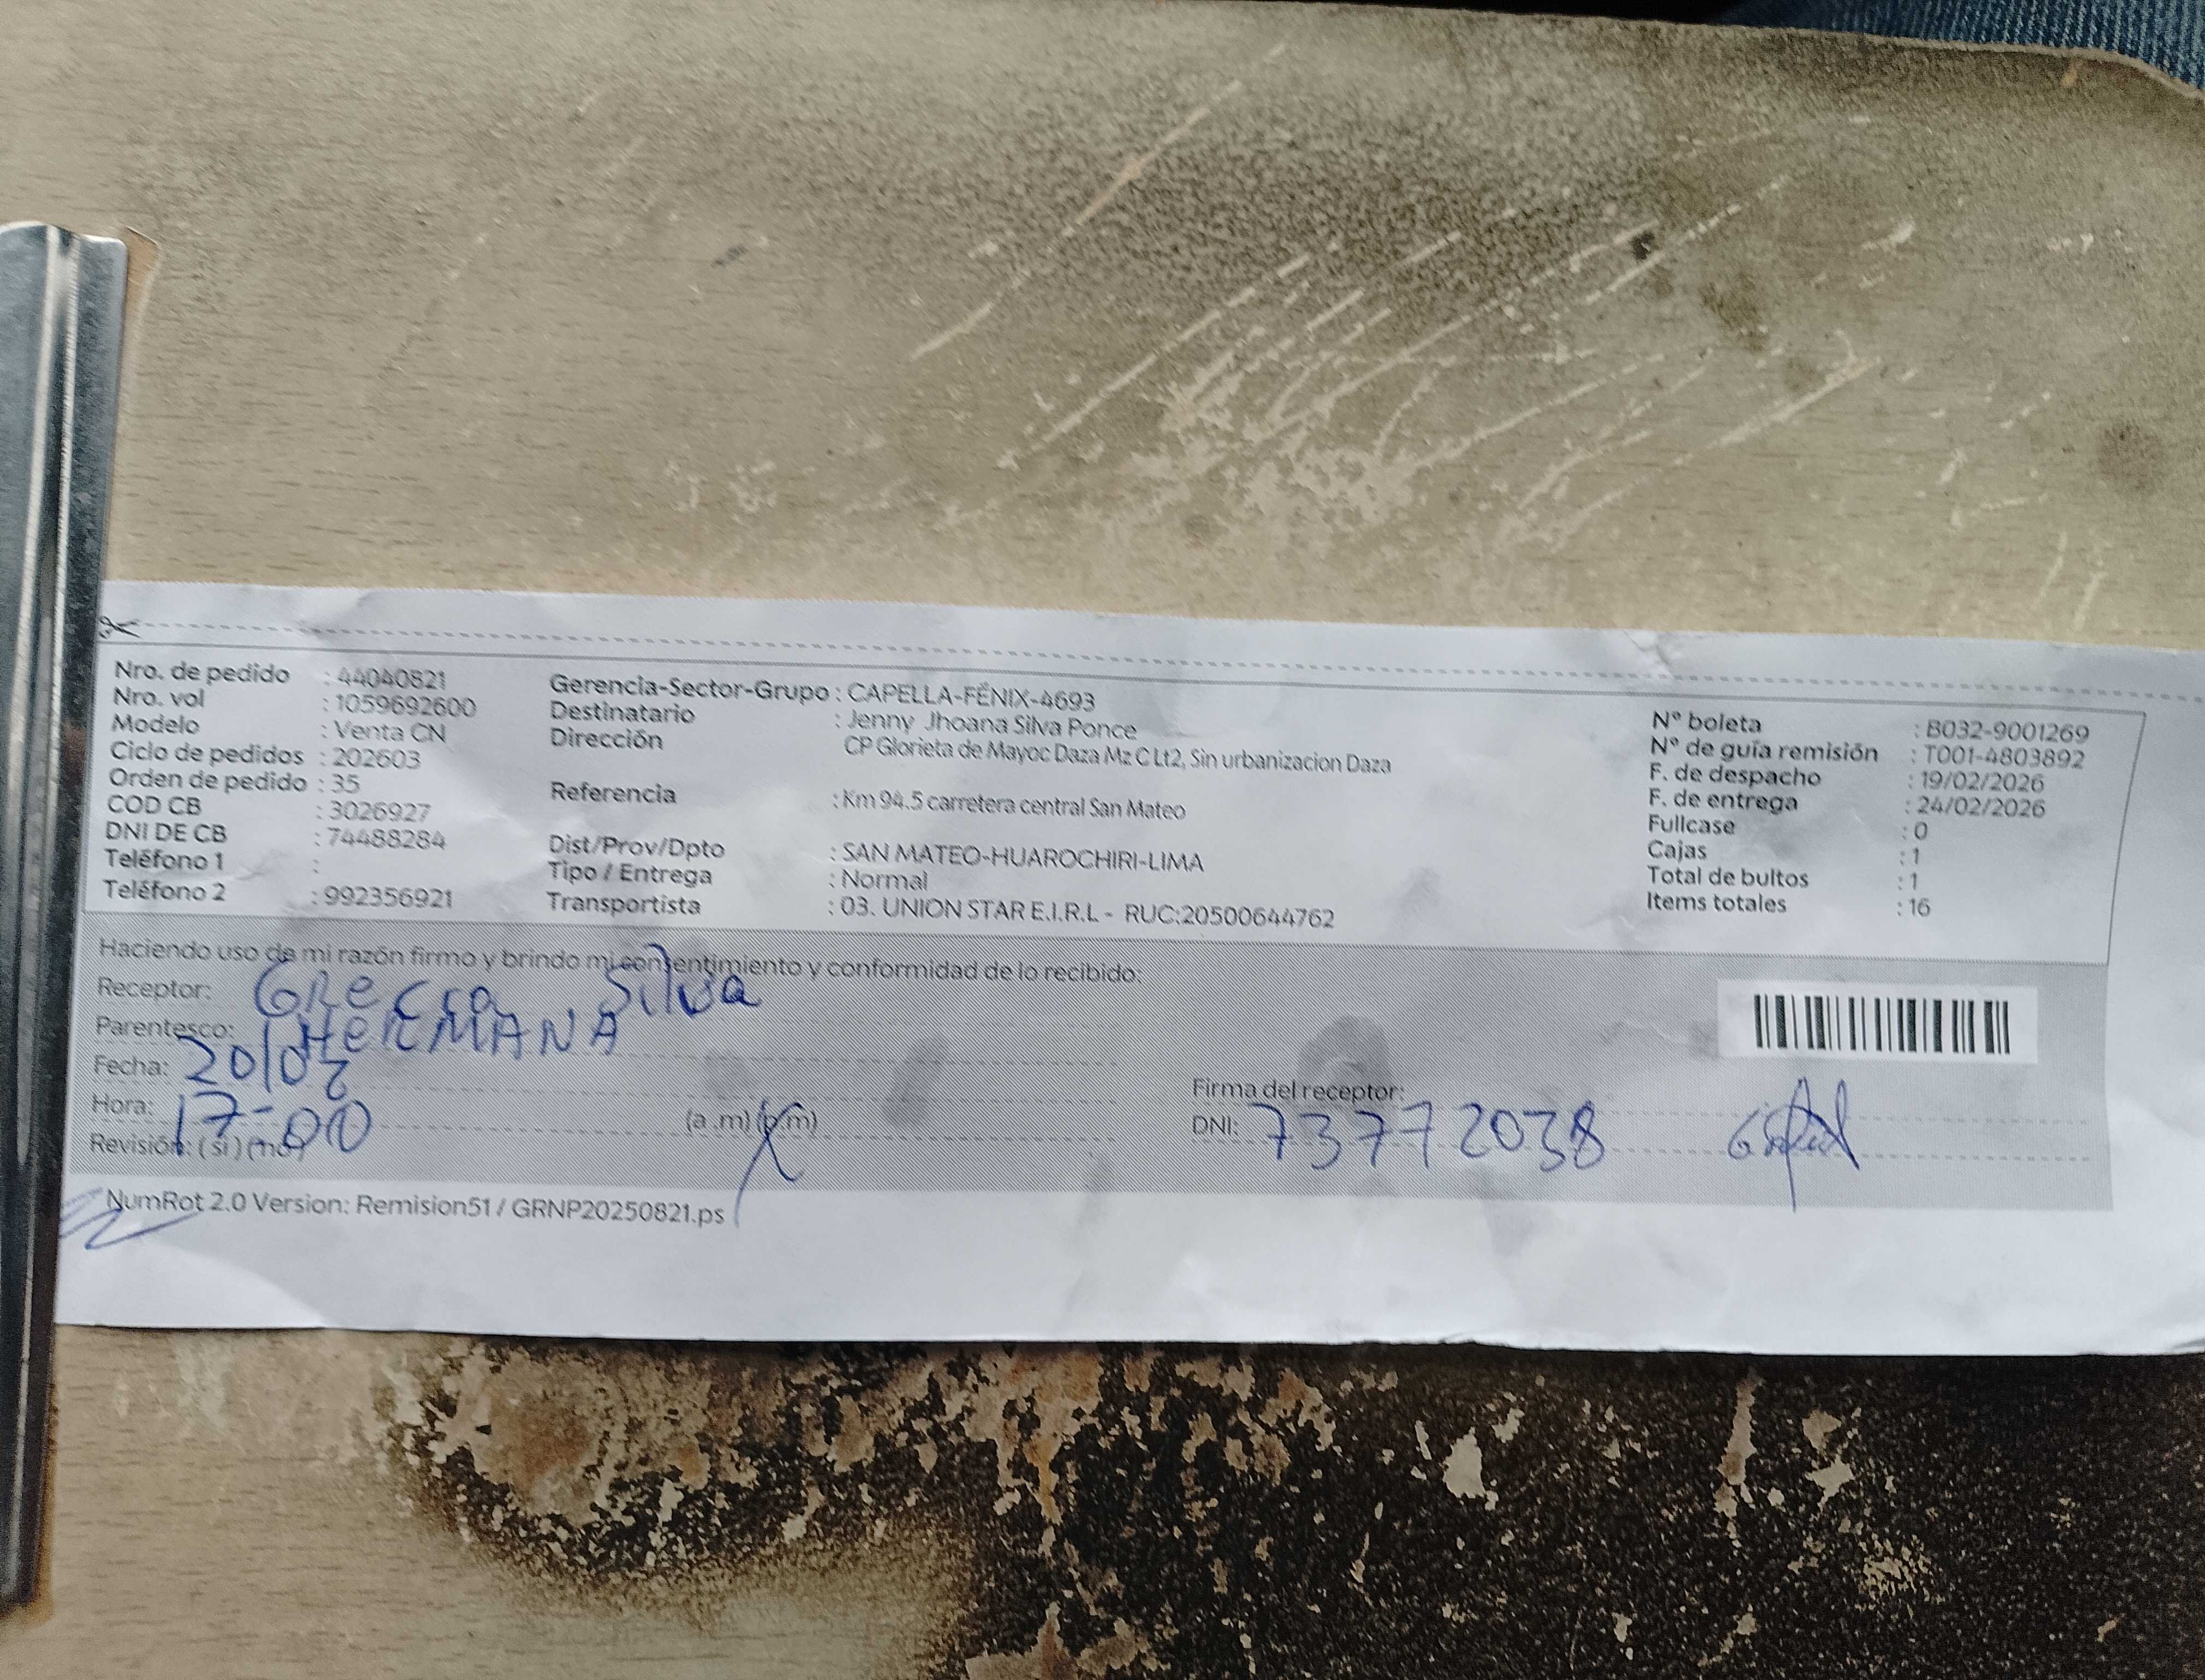 Nro. de pedido : 44040821
Nro. vol : 1059692600
Modelo : Venta CN
Ciclo de pedidos : 202603
Orden de pedido : 35
COD CB : 3026927
DNI DE CB : 74488284
Teléfono 1 :
Teléfono 2 : 992356921
Gerencia-Sector-Grupo : CAPELLA-FÉNIX-4693
Destinatario : Jenny Jhoana Silva Ponce
Dirección CP Glorieta de Mayoc Daza Mz C Lt2, Sin urbanizacion Daza
Referencia : Km 94.5 carretera central San Mateo
Dist/Prov/Dpto : SAN MATEO-HUAROCHIRI-LIMA
Tipo / Entrega : Normal
Transportista : 03. UNION STAR E.I.R.L - RUC:20500644762
N° boleta : B032-9001269
N° de guía remisión : T001-4803892
F. de despacho : 19/02/2026
F. de entrega : 24/02/2026
Fullcase : 0
Cajas : 1
Total de bultos : 1
Items totales : 16
Haciendo uso de mi razón firmo y brindo mi consentimiento y conformidad de lo recibido:
Receptor: Silva
Parentesco: HERMANA
Fecha: 20/02
Hora: 17:00 (a.m) (p.m)
Revisión: (si) (no)
Firma del receptor:
DNI: 73772038
NumRot 2.0 Version: Remision51 / GRNP20250821.ps